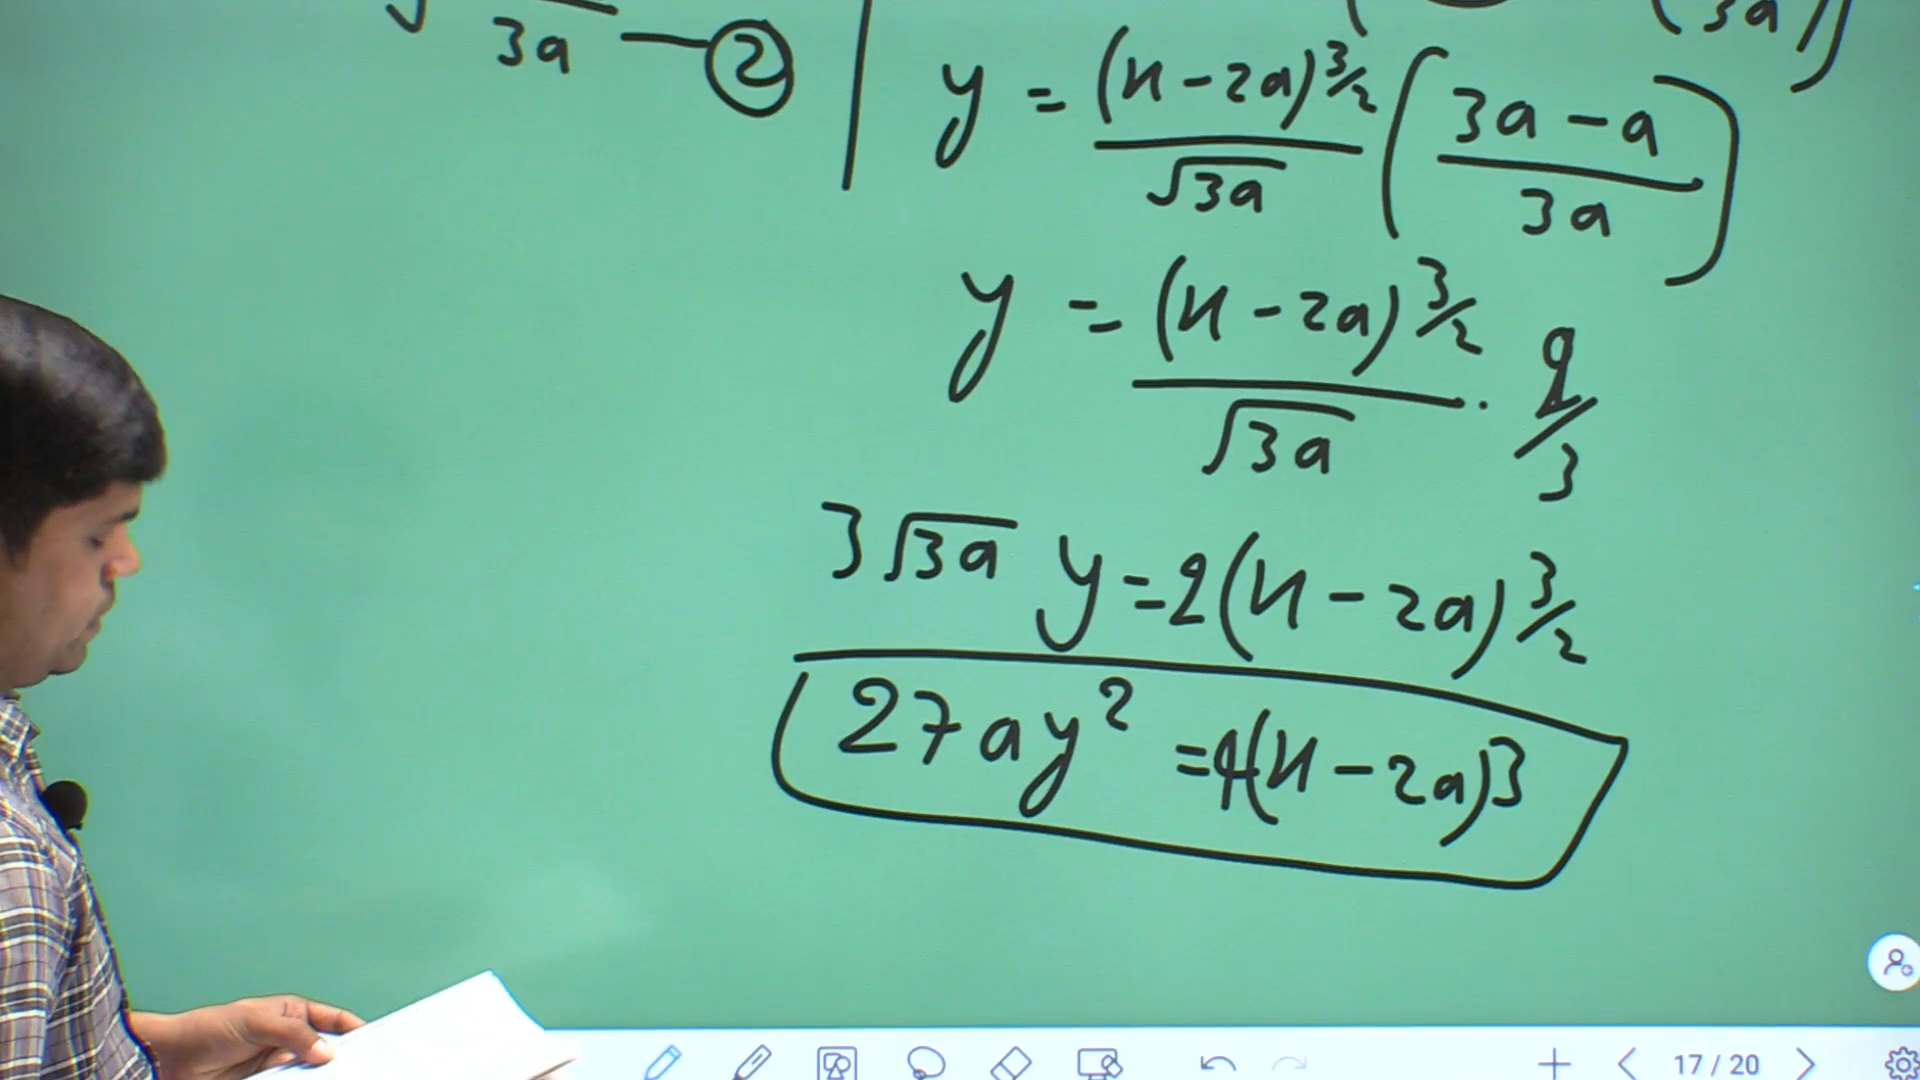 √ 3a — ②
3a
y = (x - 2a)^3/2 / √3a (3a - a / 3a)
y = (x - 2a)^3/2 / √3a . 2/3
3√3a y = 2(x - 2a)^3/2
27ay² = 4(x - 2a)3
17 / 20